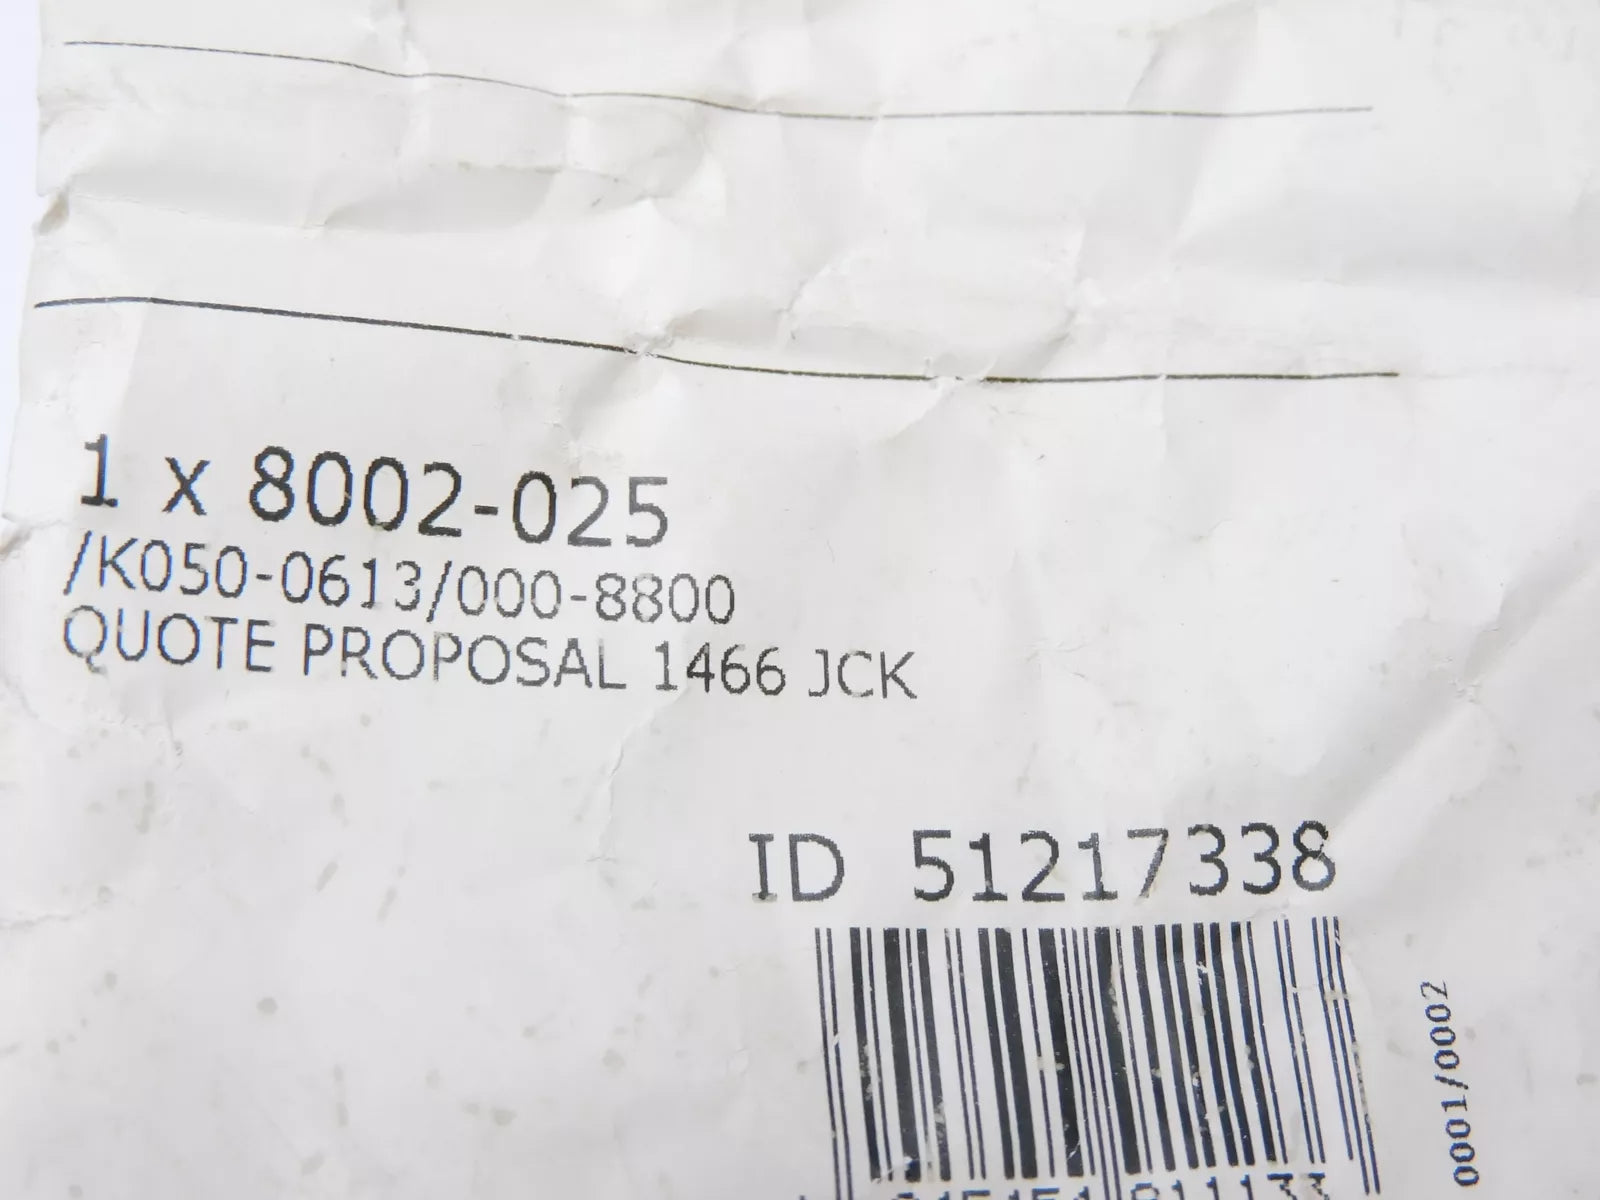 1 x 8002-025
/K050-0613/000-8800
QUOTE PROPOSAL 1466 JCK
ID 51217338
0001/0002